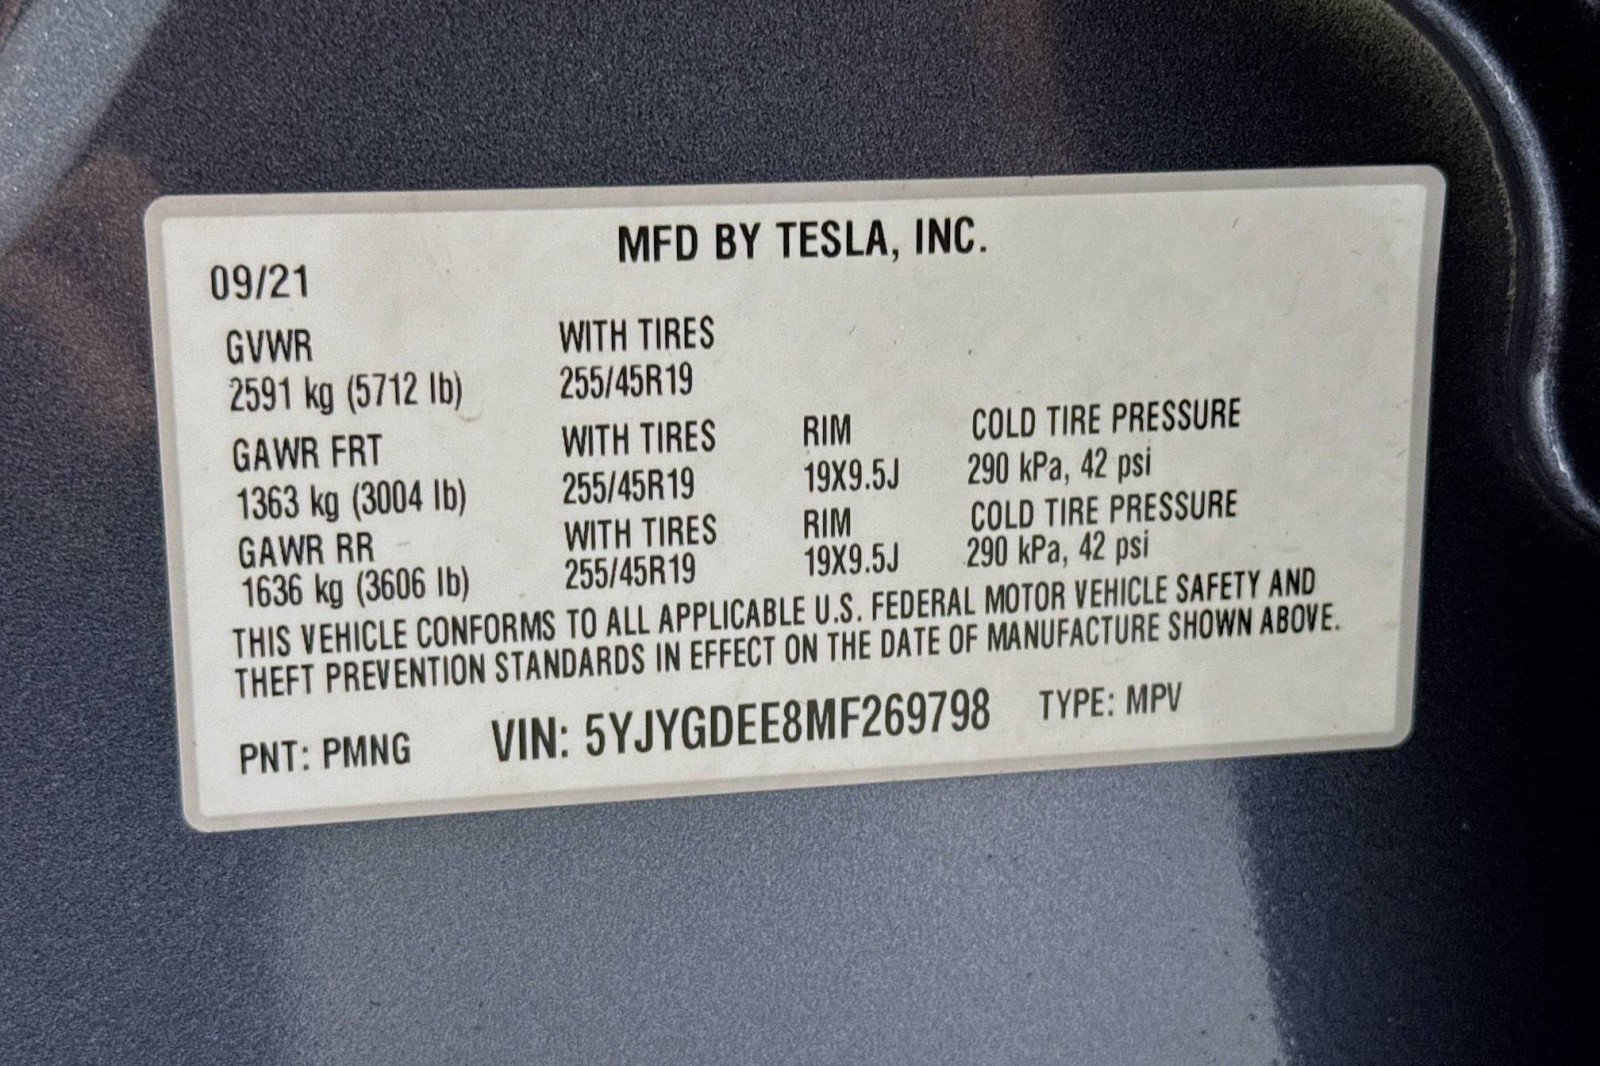 MFD BY TESLA, INC.
09/21
GVWR WITH TIRES
2591 kg (5712 lb) 255/45R19
GAWR FRT WITH TIRES RIM COLD TIRE PRESSURE
1363 kg (3004 lb) 255/45R19 19X9.5J 290 kPa, 42 psi
GAWR RR WITH TIRES RIM COLD TIRE PRESSURE
1636 kg (3606 lb) 255/45R19 19X9.5J 290 kPa, 42 psi
THIS VEHICLE CONFORMS TO ALL APPLICABLE U.S. FEDERAL MOTOR VEHICLE SAFETY AND
THEFT PREVENTION STANDARDS IN EFFECT ON THE DATE OF MANUFACTURE SHOWN ABOVE.
PNT: PMNG VIN: 5YJYGDEE8MF269798 TYPE: MPV